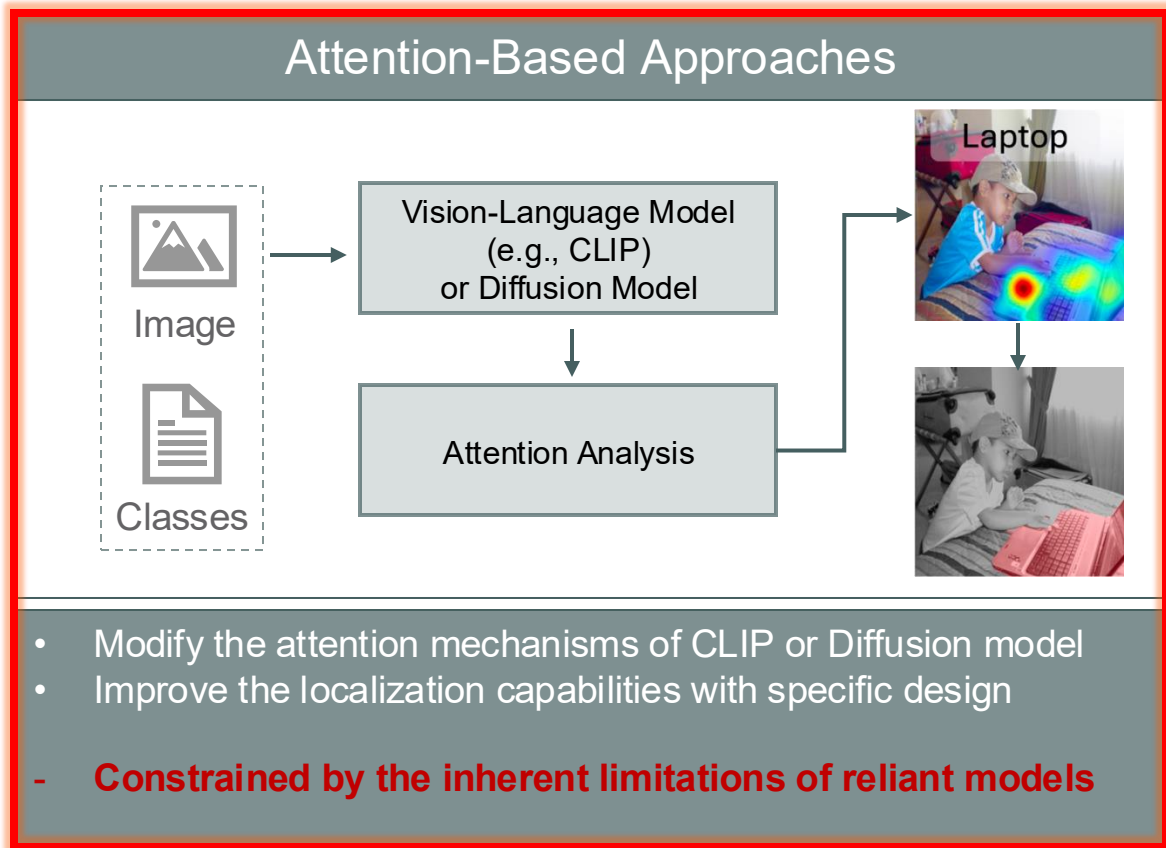 Attention-Based Approaches
Image
Classes
Vision-Language Model
(e.g., CLIP)
or Diffusion Model
Attention Analysis
Laptop
• Modify the attention mechanisms of CLIP or Diffusion model
• Improve the localization capabilities with specific design
- Constrained by the inherent limitations of reliant models